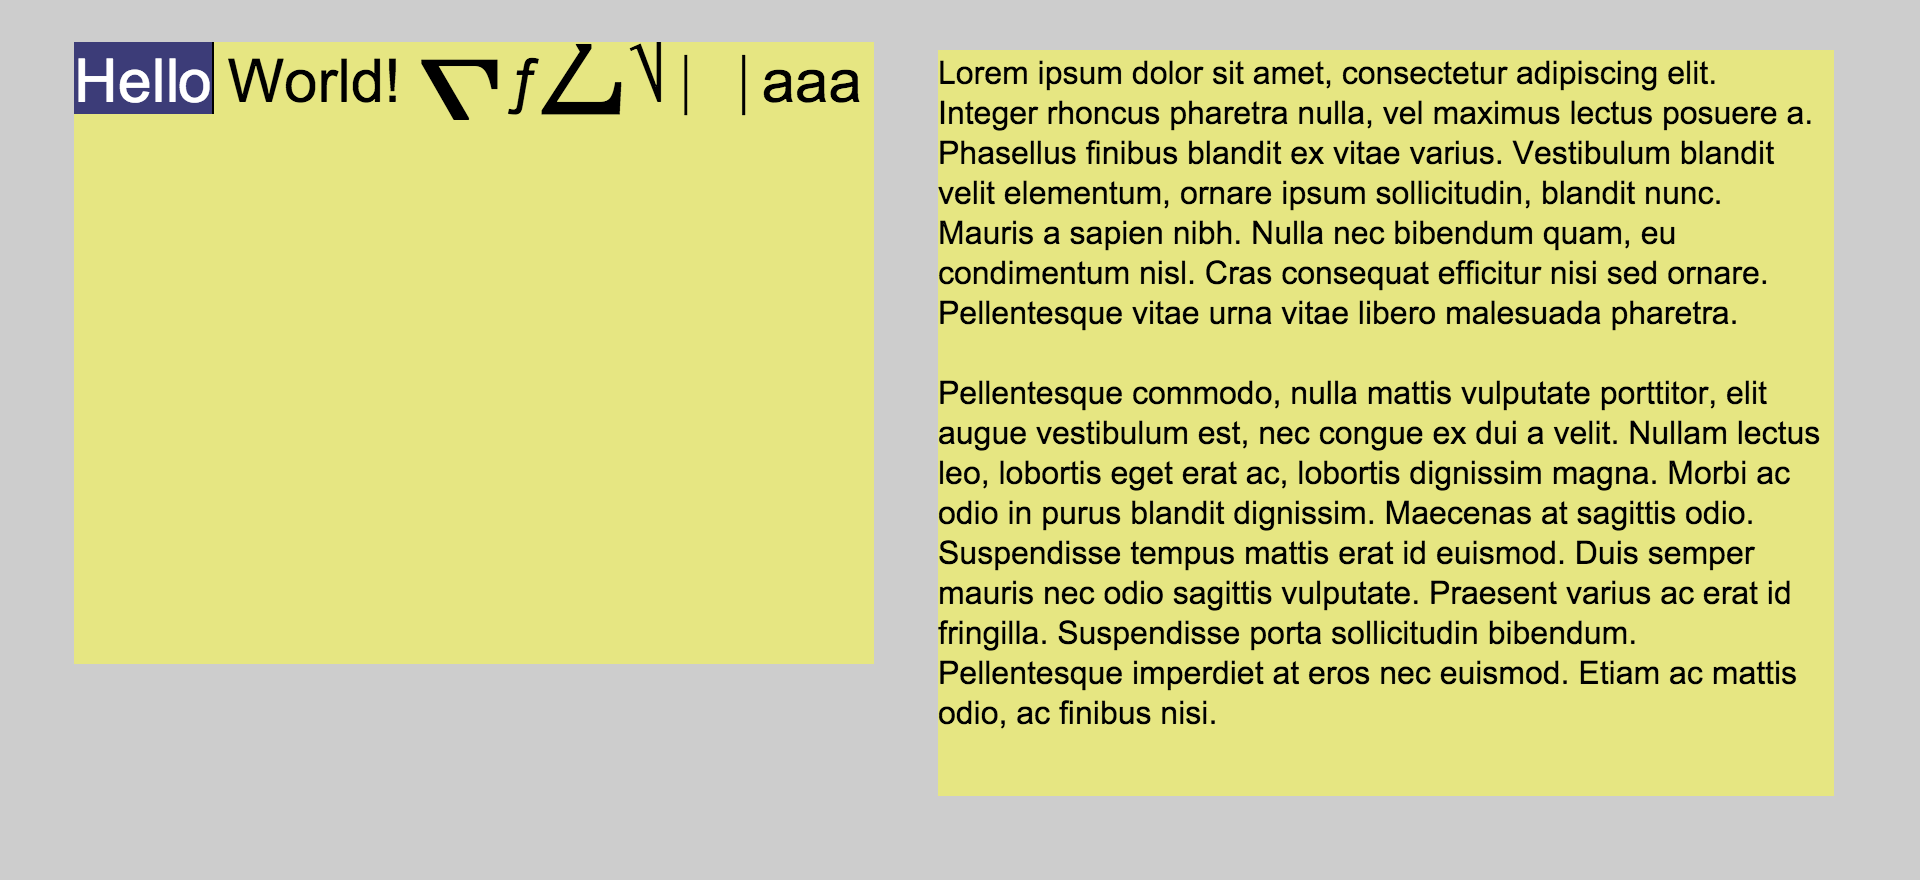 Hello World! ƒ | | aaa
Lorem ipsum dolor sit amet, consectetur adipiscing elit.
Integer rhoncus pharetra nulla, vel maximus lectus posuere a.
Phasellus finibus blandit ex vitae varius. Vestibulum blandit
velit elementum, ornare ipsum sollicitudin, blandit nunc.
Mauris a sapien nibh. Nulla nec bibendum quam, eu
condimentum nisl. Cras consequat efficitur nisi sed ornare.
Pellentesque vitae urna vitae libero malesuada pharetra.
Pellentesque commodo, nulla mattis vulputate porttitor, elit
augue vestibulum est, nec congue ex dui a velit. Nullam lectus
leo, lobortis eget erat ac, lobortis dignissim magna. Morbi ac
odio in purus blandit dignissim. Maecenas at sagittis odio.
Suspendisse tempus mattis erat id euismod. Duis semper
mauris nec odio sagittis vulputate. Praesent varius ac erat id
fringilla. Suspendisse porta sollicitudin bibendum.
Pellentesque imperdiet at eros nec euismod. Etiam ac mattis
odio, ac finibus nisi.